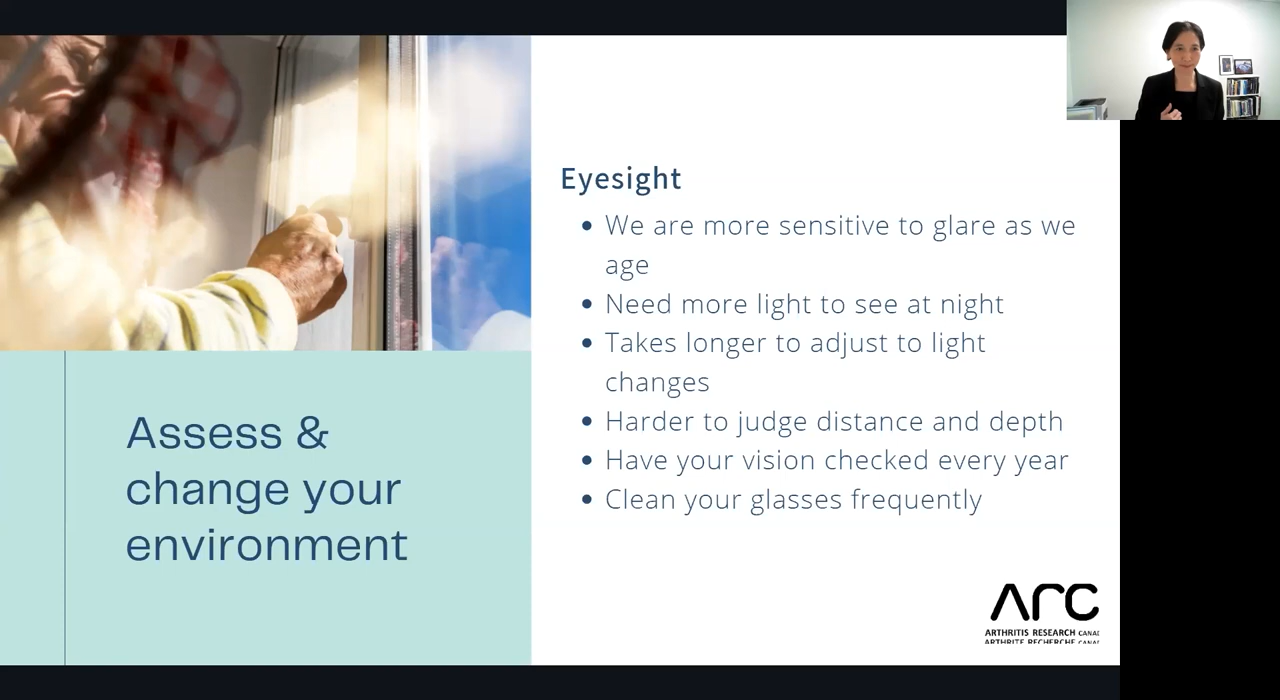 Eyesight
We are more sensitive to glare as we
age
Need more light to see at night
Takes longer to adjust to light
changes
Harder to judge distance and depth
Have your vision checked every year
Clean your glasses frequently
Assess &
change your
environment
ARC
ARTHRITIS RESEARCH CANAD
ARTHRITE RECHERCHE CANAD